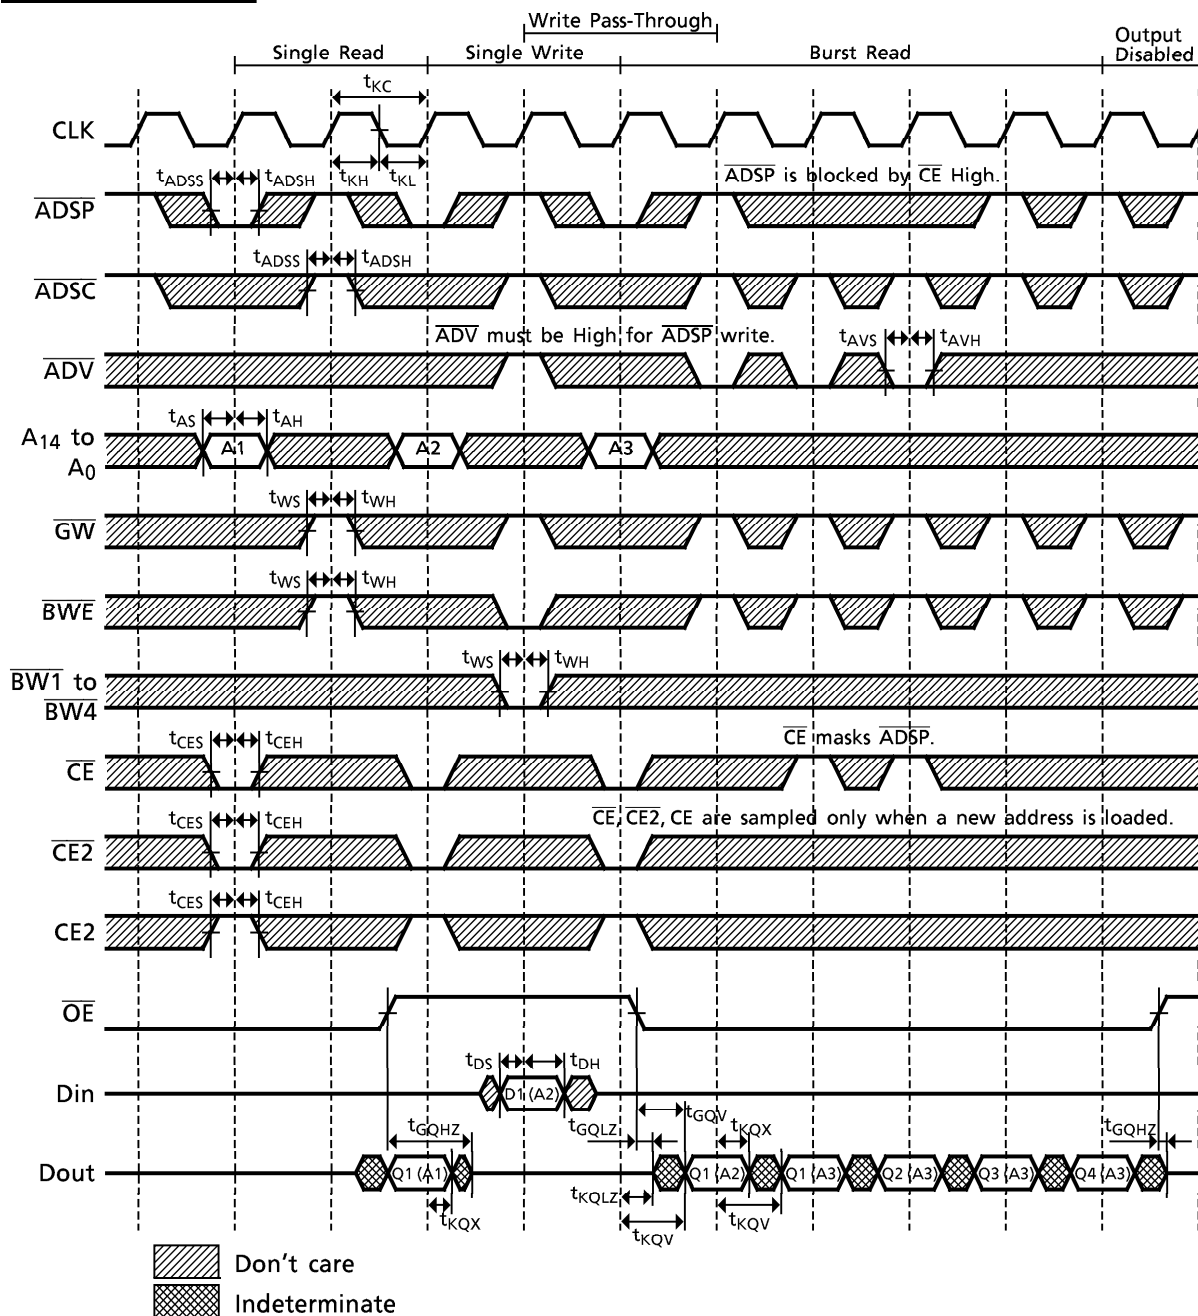 Write Pass-Through
Single Read
Single Write
Burst Read
Output
Disabled
tKC
CLK
tADSS
tADSH
tKH
tKL
ADSP is blocked by CE High.
ADSP
tADSS
tADSH
ADSC
ADV must be High for ADSP write.
tAVS
tAVH
ADV
tAS
tAH
A14 to
A0
A1
A2
A3
tWS
tWH
GW
tWS
tWH
BWE
tWS
tWH
BW1 to
BW4
tCES
tCEH
CE masks ADSP.
CE
tCES
tCEH
CE, CE2, CE are sampled only when a new address is loaded.
CE2
tCES
tCEH
CE2
OE
tDS
tDH
Din
D1 (A2)
tGQHZ
tGQLZ
tGQV
tKQX
tGQHZ
Dout
Q1 (A1)
Q1 (A2)
Q1 (A3)
Q2 (A3)
Q3 (A3)
Q4 (A3)
tKQX
tKQLZ
tKQV
tKQV
Don't care
Indeterminate